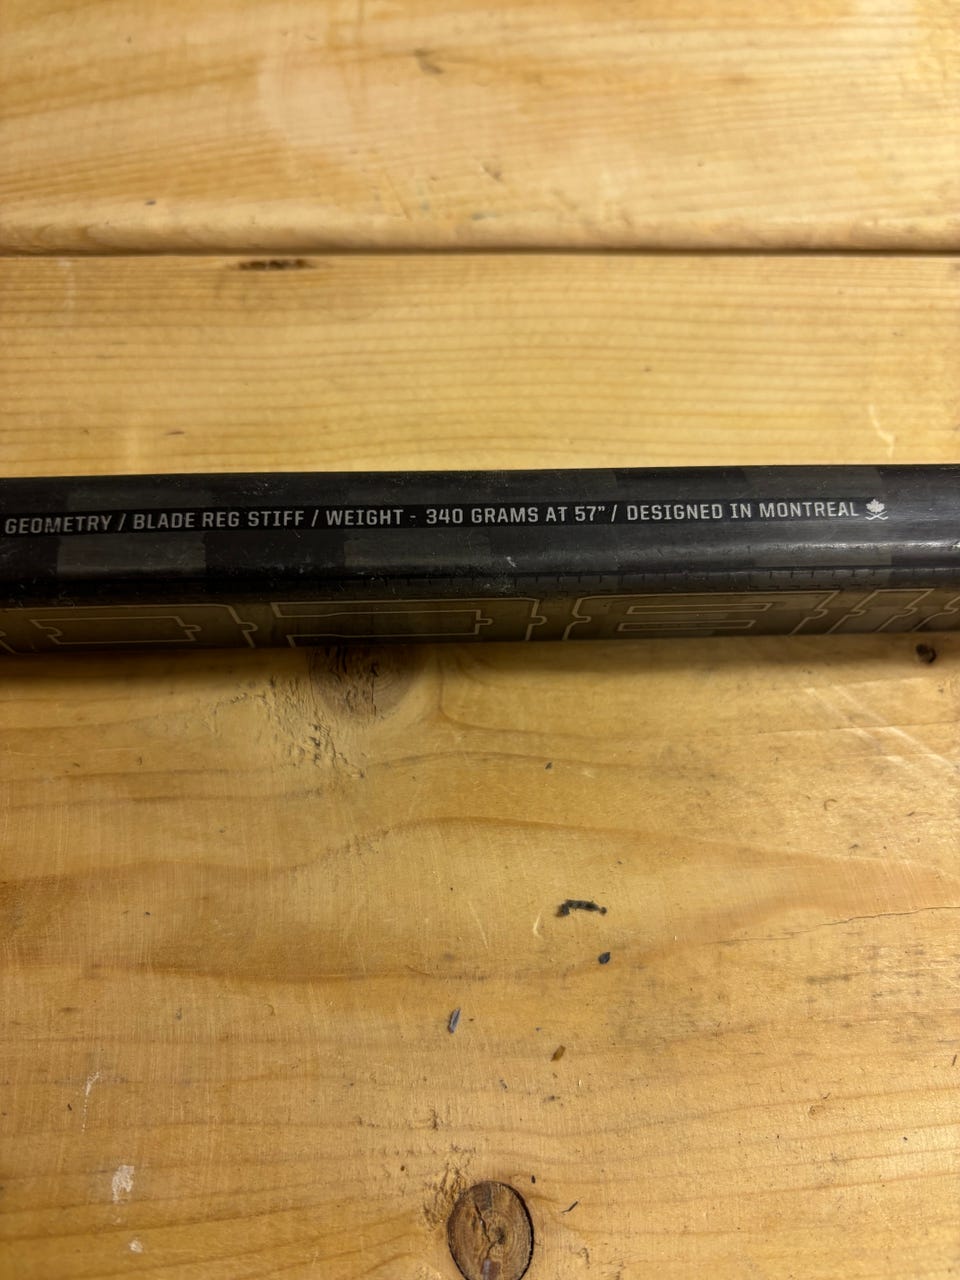 GEOMETRY / BLADE REG STIFF / WEIGHT - 340 GRAMS AT 57" / DESIGNED IN MONTREAL